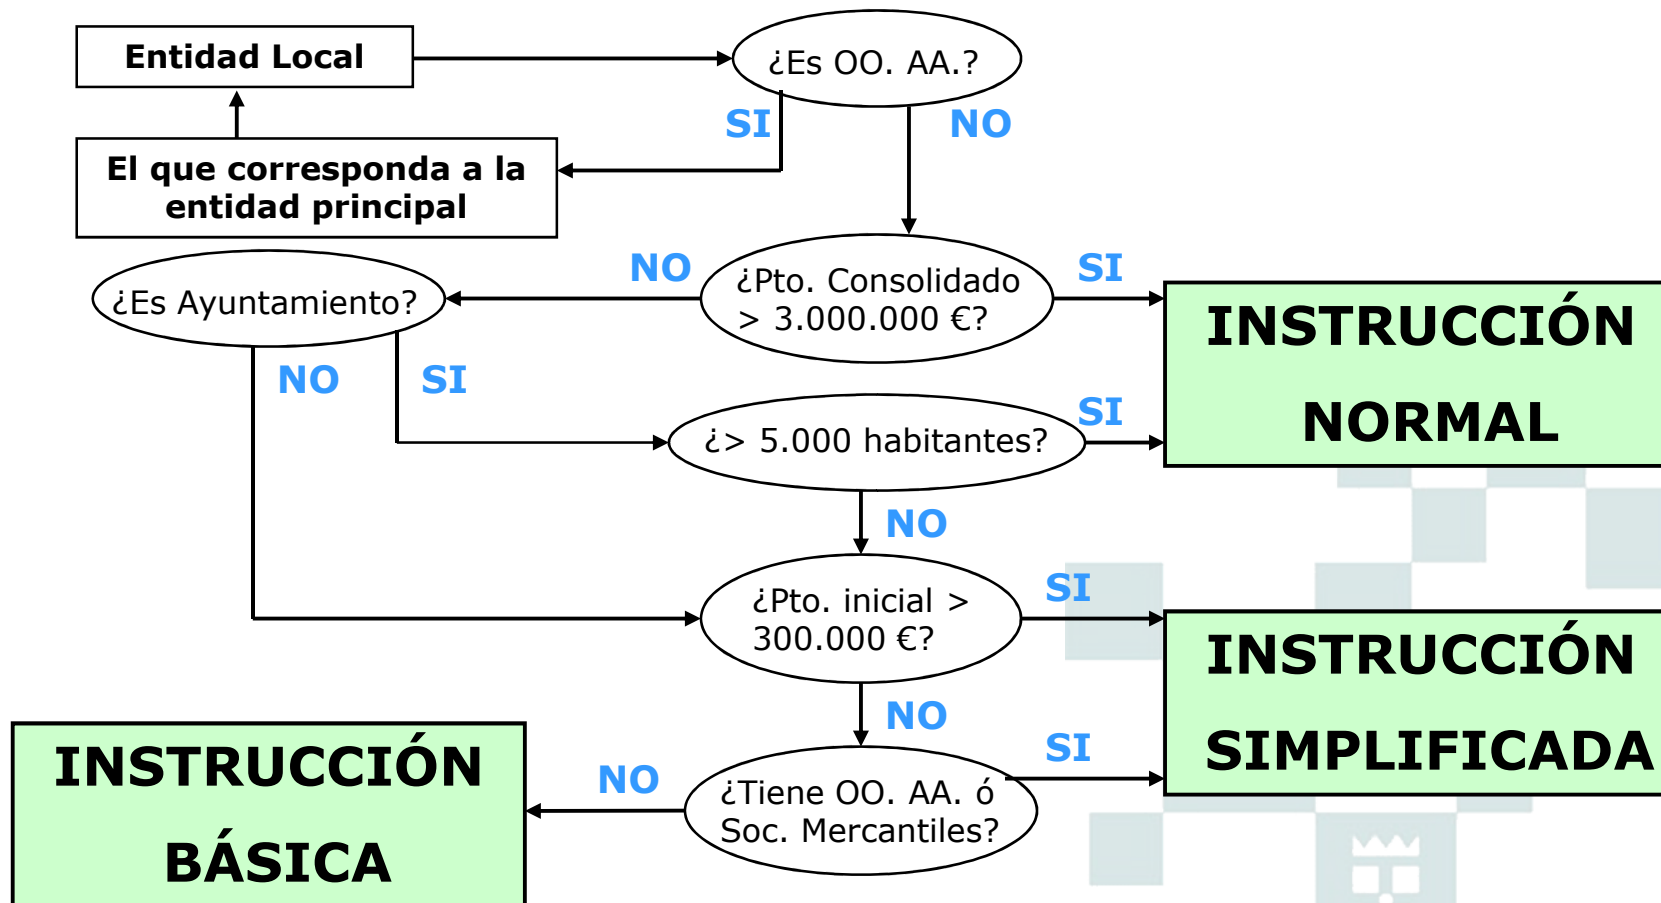 Entidad Local
¿Es OO. AA.?
SI
NO
El que corresponda a la
entidad principal
¿Es Ayuntamiento?
NO
¿Pto. Consolidado
> 3.000.000 €?
SI
INSTRUCCIÓN
NORMAL
NO
SI
¿> 5.000 habitantes?
SI
NO
¿Pto. inicial >
300.000 €?
SI
INSTRUCCIÓN
SIMPLIFICADA
NO
INSTRUCCIÓN
BÁSICA
NO
¿Tiene OO. AA. ó
Soc. Mercantiles?
SI